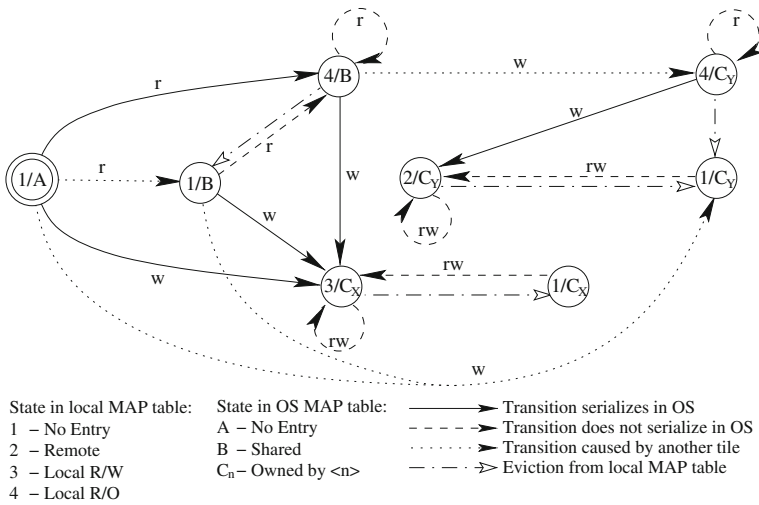 r
r
4/B
w
4/C_Y
r
w
r
1/A
r
1/B
w
2/C_Y
rw
1/C_Y
w
rw
w
3/C_X
rw
1/C_X
rw
w
State in local MAP table:
1 – No Entry
2 – Remote
3 – Local R/W
4 – Local R/O
State in OS MAP table:
A – No Entry
B – Shared
C_n – Owned by <n>
Transition serializes in OS
Transition does not serialize in OS
Transition caused by another tile
Eviction from local MAP table